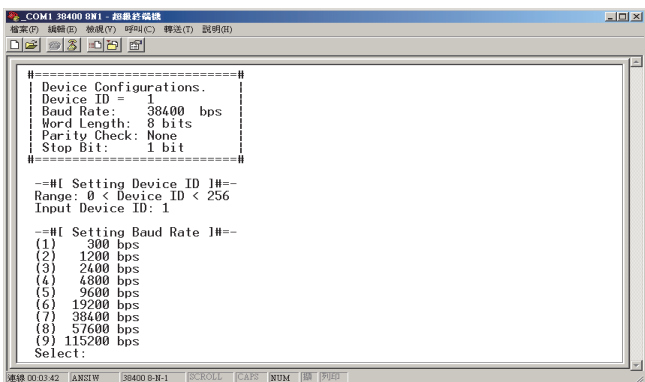 _COM1 38400 8N1 - 超級終端機
檔案(F) 編輯(E) 檢視(V) 呼叫(C) 轉送(T) 說明(H)
#===========================#
| Device Configurations.    |
| Device ID =   1           |
| Baud Rate:    38400  bps  |
| Word Length:  8 bits      |
| Parity Check: None        |
| Stop Bit:     1 bit       |
#===========================#
-=#[ Setting Device ID ]#=-
Range: 0 < Device ID < 256
Input Device ID: 1
-=#[ Setting Baud Rate ]#=-
(1)    300 bps
(2)   1200 bps
(3)   2400 bps
(4)   4800 bps
(5)   9600 bps
(6)  19200 bps
(7)  38400 bps
(8)  57600 bps
(9) 115200 bps
Select:
連線 00:03:42 ANSIW 38400 8-N-1 SCROLL CAPS NUM 列印